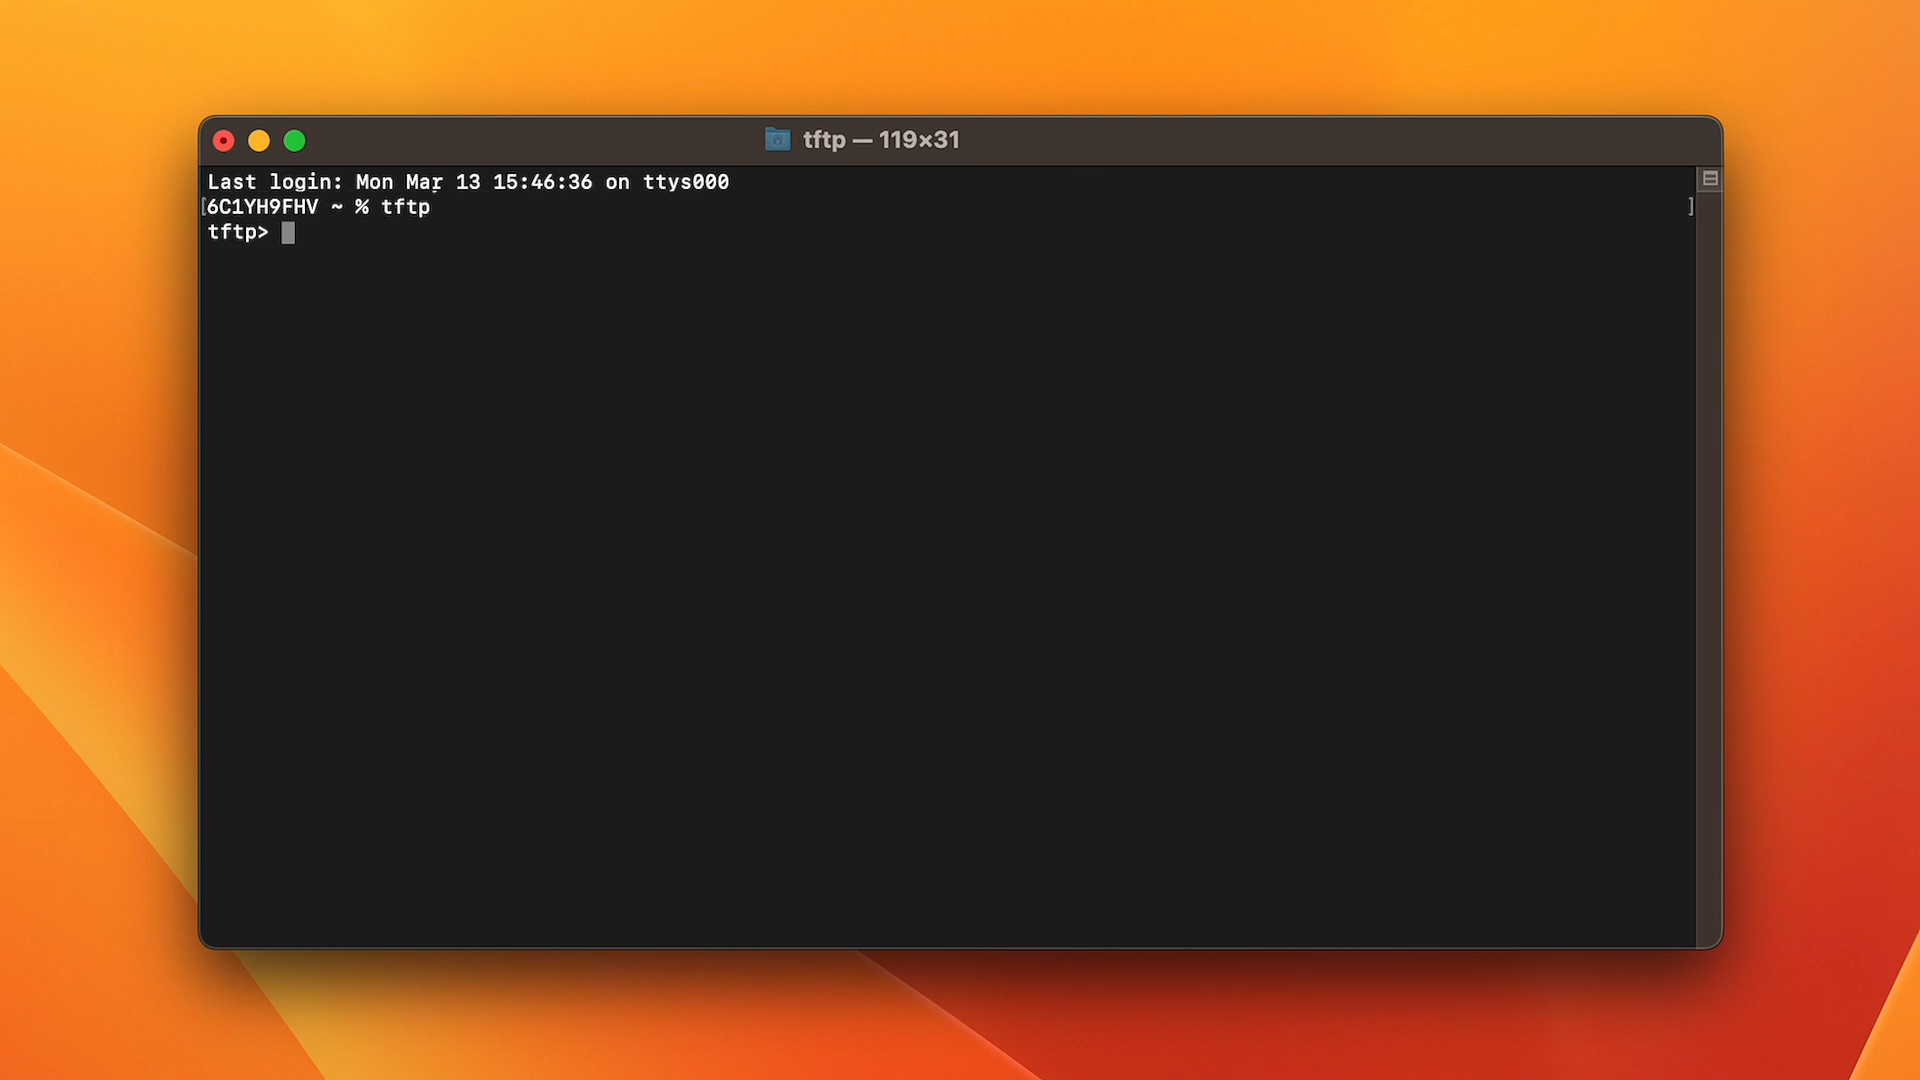 tftp — 119×31
Last login: Mon Mar 13 15:46:36 on ttys000
[6C1YH9FHV ~ % tftp ]
tftp>